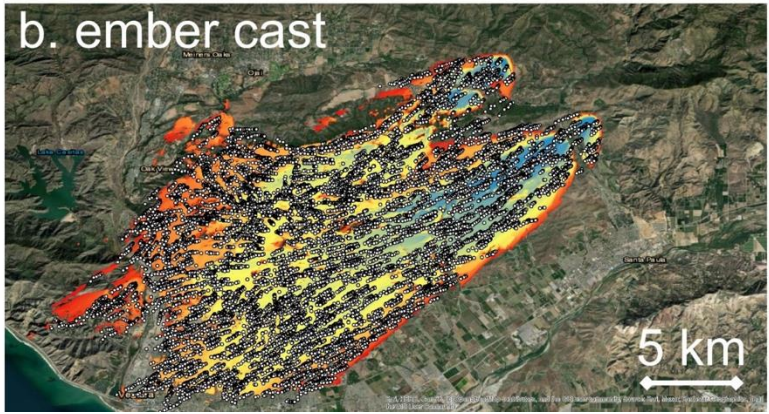 b. ember cast
Meiners Oaks
Ojai
Lake Casitas
Oak View
Santa Paula
5 km
Ventura